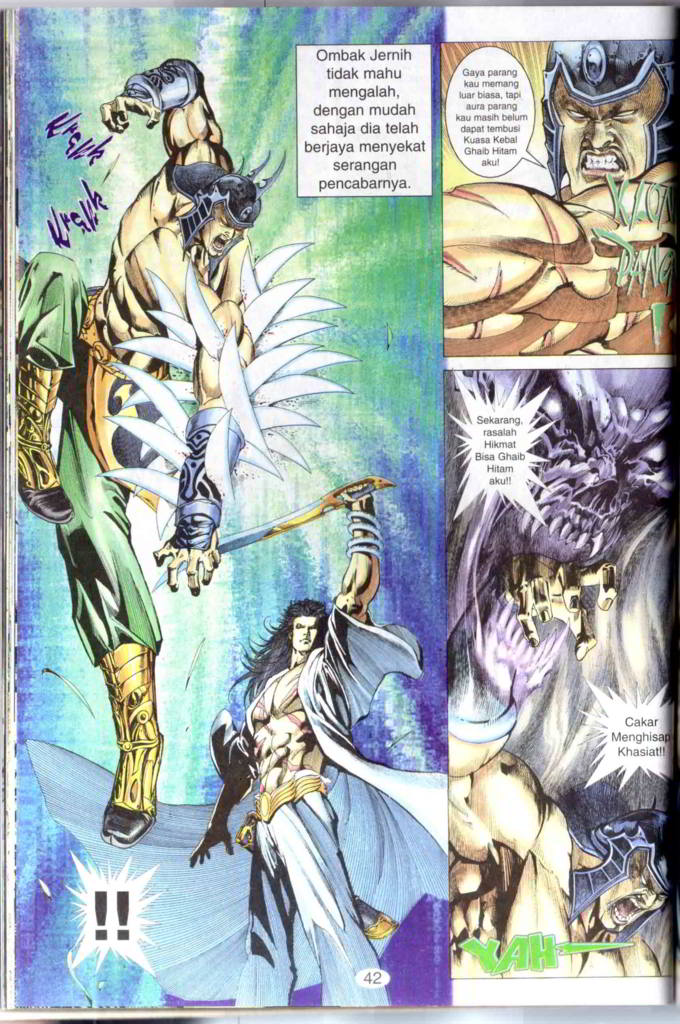 Ombak Jernih
tidak mahu
mengalah,
dengan mudah
sahaja dia telah
berjaya menyekat
serangan
pencabarnya.
Kreuk
Kreuk
!!
42
Gaya parang
kau memang
luar biasa, tapi
aura parang
kau masih belum
dapat tembusi
Kuasa Kebal
Ghaib Hitam
aku!
Sekarang,
rasalah
Hikmat
Bisa Ghaib
Hitam
aku!!
Cakar
Menghisap
Khasiat!!
YAH